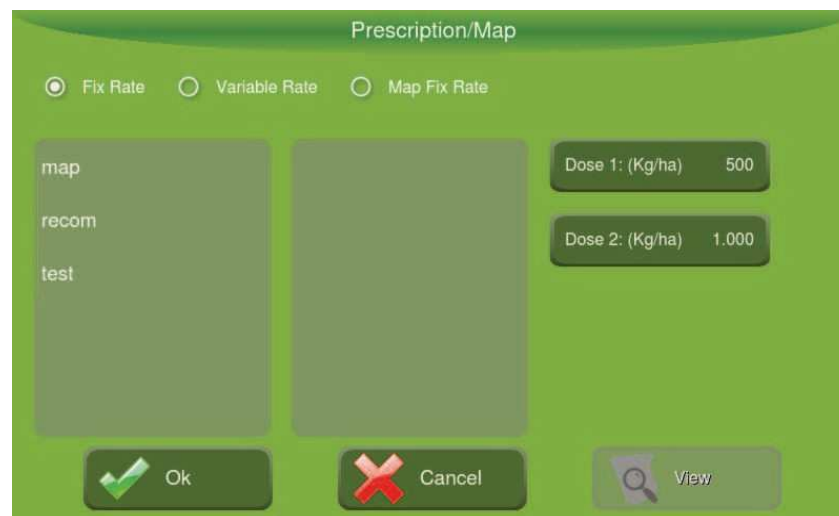 Prescription/Map
Fix Rate Variable Rate Map Fix Rate
map
recom
test
Dose 1: (Kg/ha) 500
Dose 2: (Kg/ha) 1.000
Ok Cancel View